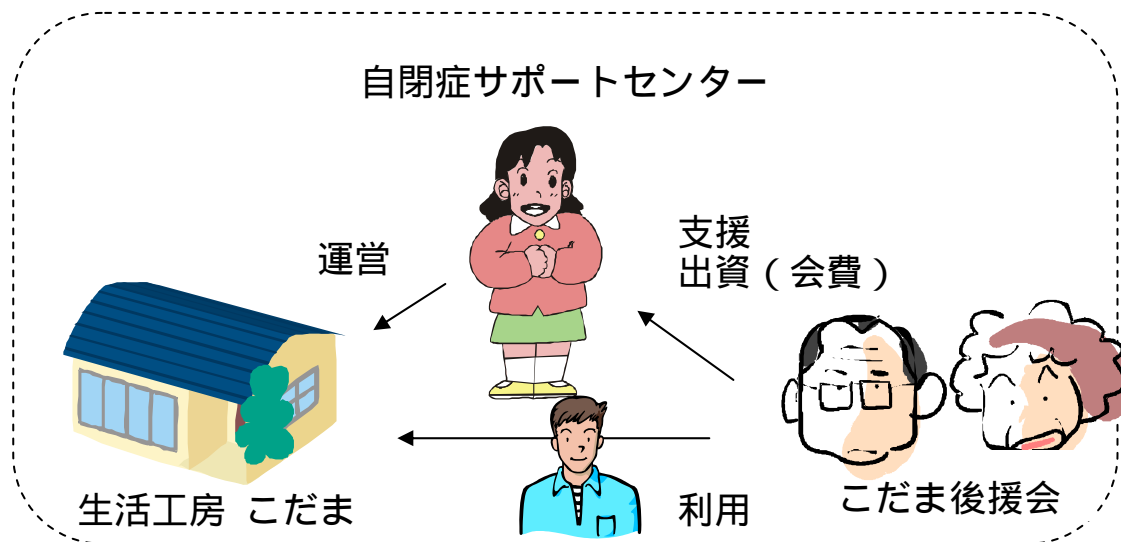 自閉症サポートセンター
運営
支援
出資（会費）
生活工房 こだま
利用
こだま後援会